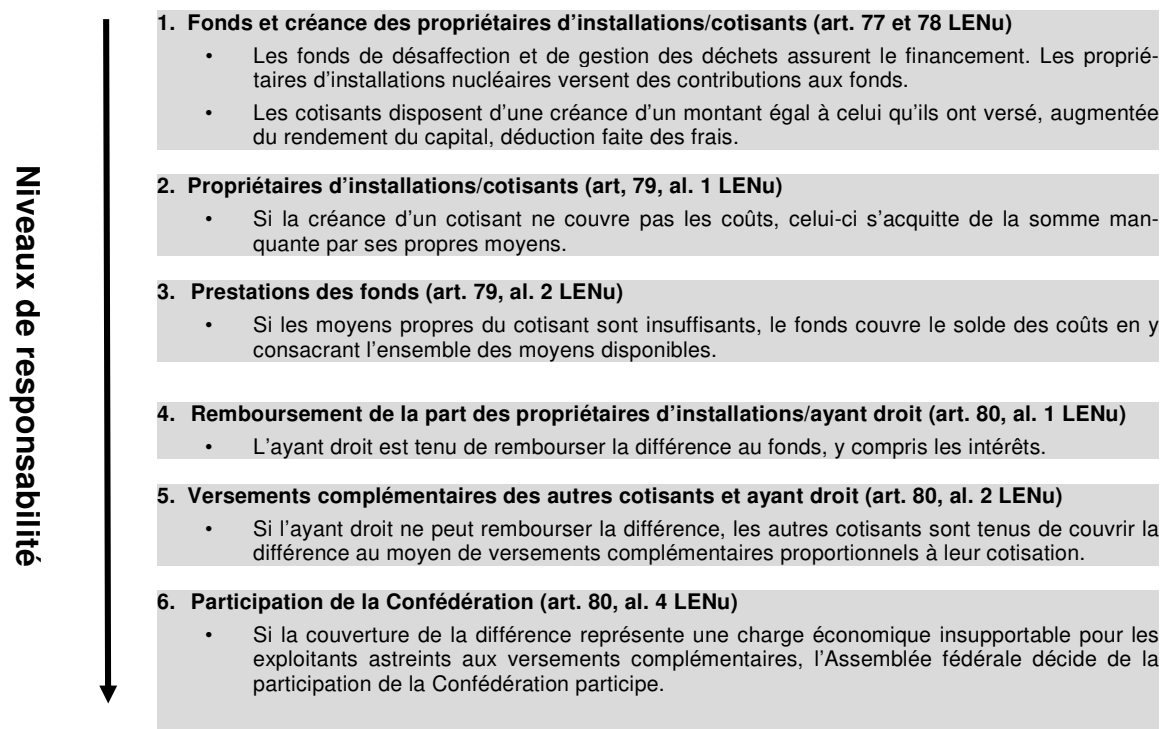 Niveaux de responsabilité
1. Fonds et créance des propriétaires d'installations/cotisants (art. 77 et 78 LENu)
• Les fonds de désaffection et de gestion des déchets assurent le financement. Les proprié-
taires d'installations nucléaires versent des contributions aux fonds.
• Les cotisants disposent d'une créance d'un montant égal à celui qu'ils ont versé, augmentée
du rendement du capital, déduction faite des frais.
2. Propriétaires d'installations/cotisants (art, 79, al. 1 LENu)
• Si la créance d'un cotisant ne couvre pas les coûts, celui-ci s'acquitte de la somme man-
quante par ses propres moyens.
3. Prestations des fonds (art. 79, al. 2 LENu)
• Si les moyens propres du cotisant sont insuffisants, le fonds couvre le solde des coûts en y
consacrant l'ensemble des moyens disponibles.
4. Remboursement de la part des propriétaires d'installations/ayant droit (art. 80, al. 1 LENu)
• L'ayant droit est tenu de rembourser la différence au fonds, y compris les intérêts.
5. Versements complémentaires des autres cotisants et ayant droit (art. 80, al. 2 LENu)
• Si l'ayant droit ne peut rembourser la différence, les autres cotisants sont tenus de couvrir la
différence au moyen de versements complémentaires proportionnels à leur cotisation.
6. Participation de la Confédération (art. 80, al. 4 LENu)
• Si la couverture de la différence représente une charge économique insupportable pour les
exploitants astreints aux versements complémentaires, l'Assemblée fédérale décide de la
participation de la Confédération participe.